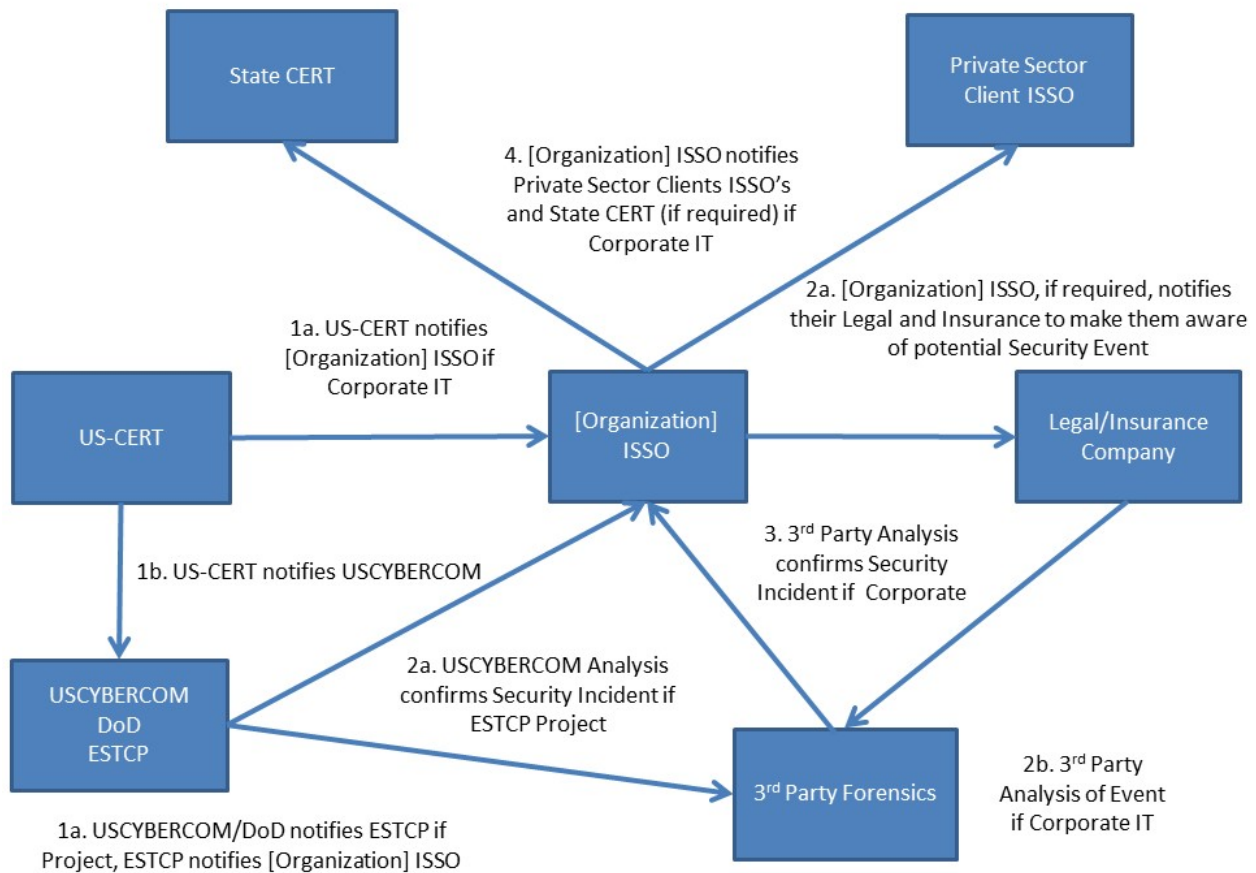 State CERT
Private Sector
Client ISSO
4. [Organization] ISSO notifies
Private Sector Clients ISSO’s
and State CERT (if required) if
Corporate IT
2a. [Organization] ISSO, if required, notifies
their Legal and Insurance to make them aware
of potential Security Event
1a. US-CERT notifies
[Organization] ISSO if
Corporate IT
US-CERT
[Organization]
ISSO
Legal/Insurance
Company
3. 3rd Party Analysis
confirms Security
Incident if Corporate
1b. US-CERT notifies USCYBERCOM
2a. USCYBERCOM Analysis
confirms Security Incident if
ESTCP Project
USCYBERCOM
DoD
ESTCP
3rd Party Forensics
2b. 3rd Party
Analysis of Event
if Corporate IT
1a. USCYBERCOM/DoD notifies ESTCP if
Project, ESTCP notifies [Organization] ISSO